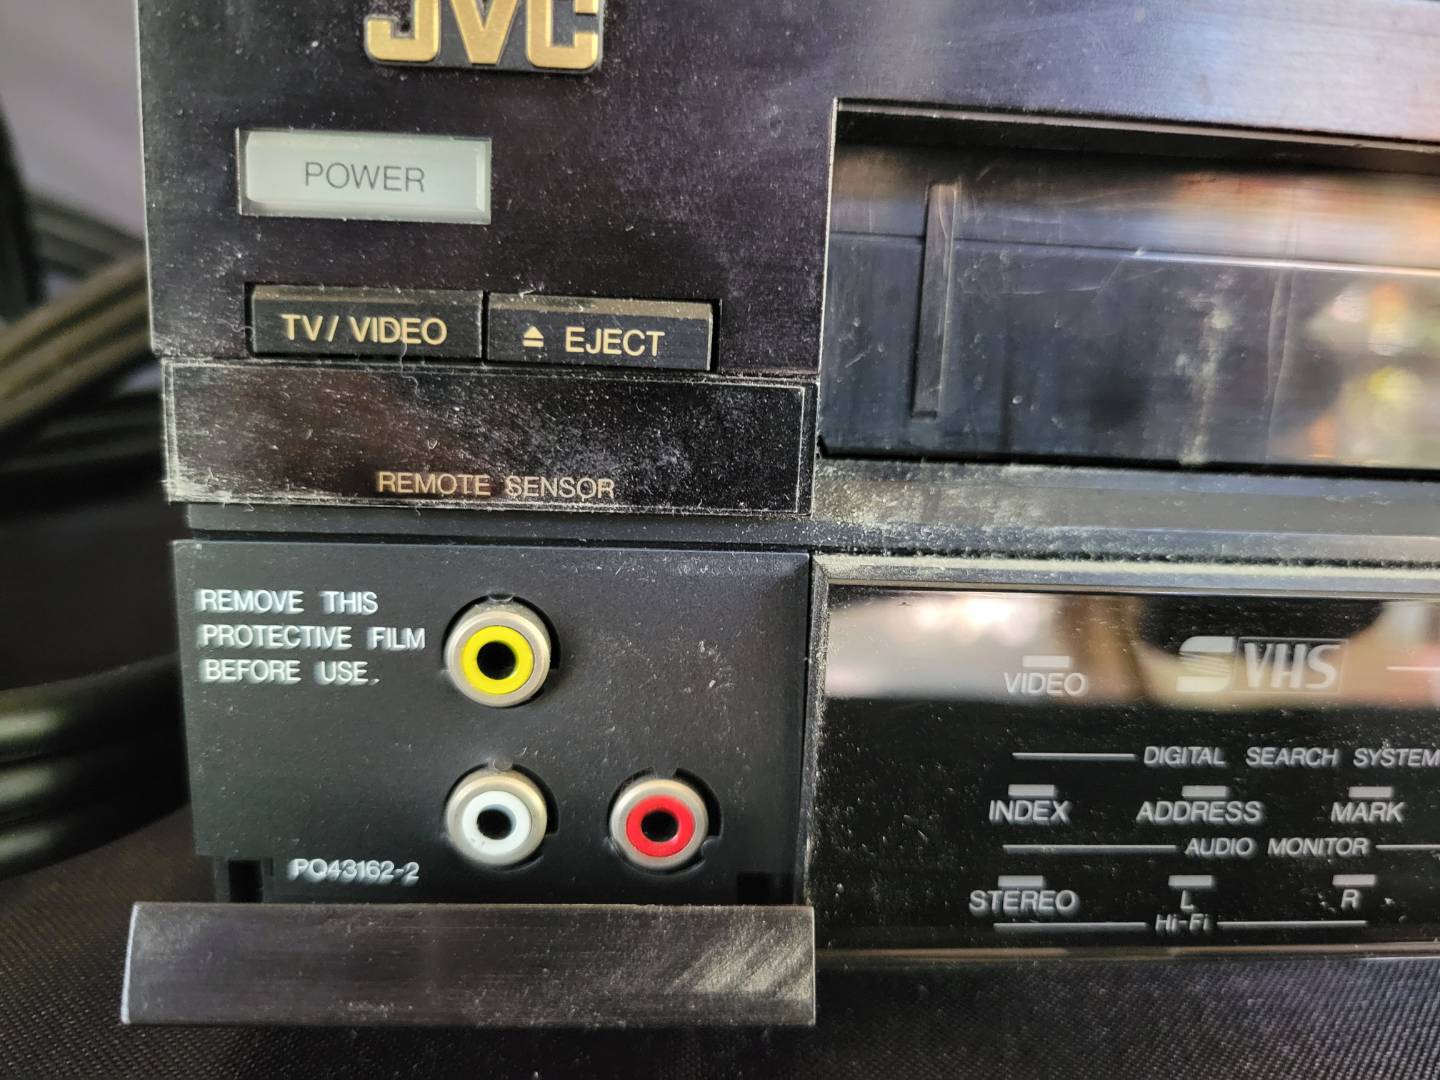 JVC
POWER
TV/ VIDEO
⏏ EJECT
REMOTE SENSOR
REMOVE THIS
PROTECTIVE FILM
BEFORE USE.
PQ43162-2
VIDEO
S VHS
DIGITAL SEARCH SYSTEM
INDEX ADDRESS MARK
AUDIO MONITOR
STEREO L R
Hi-Fi